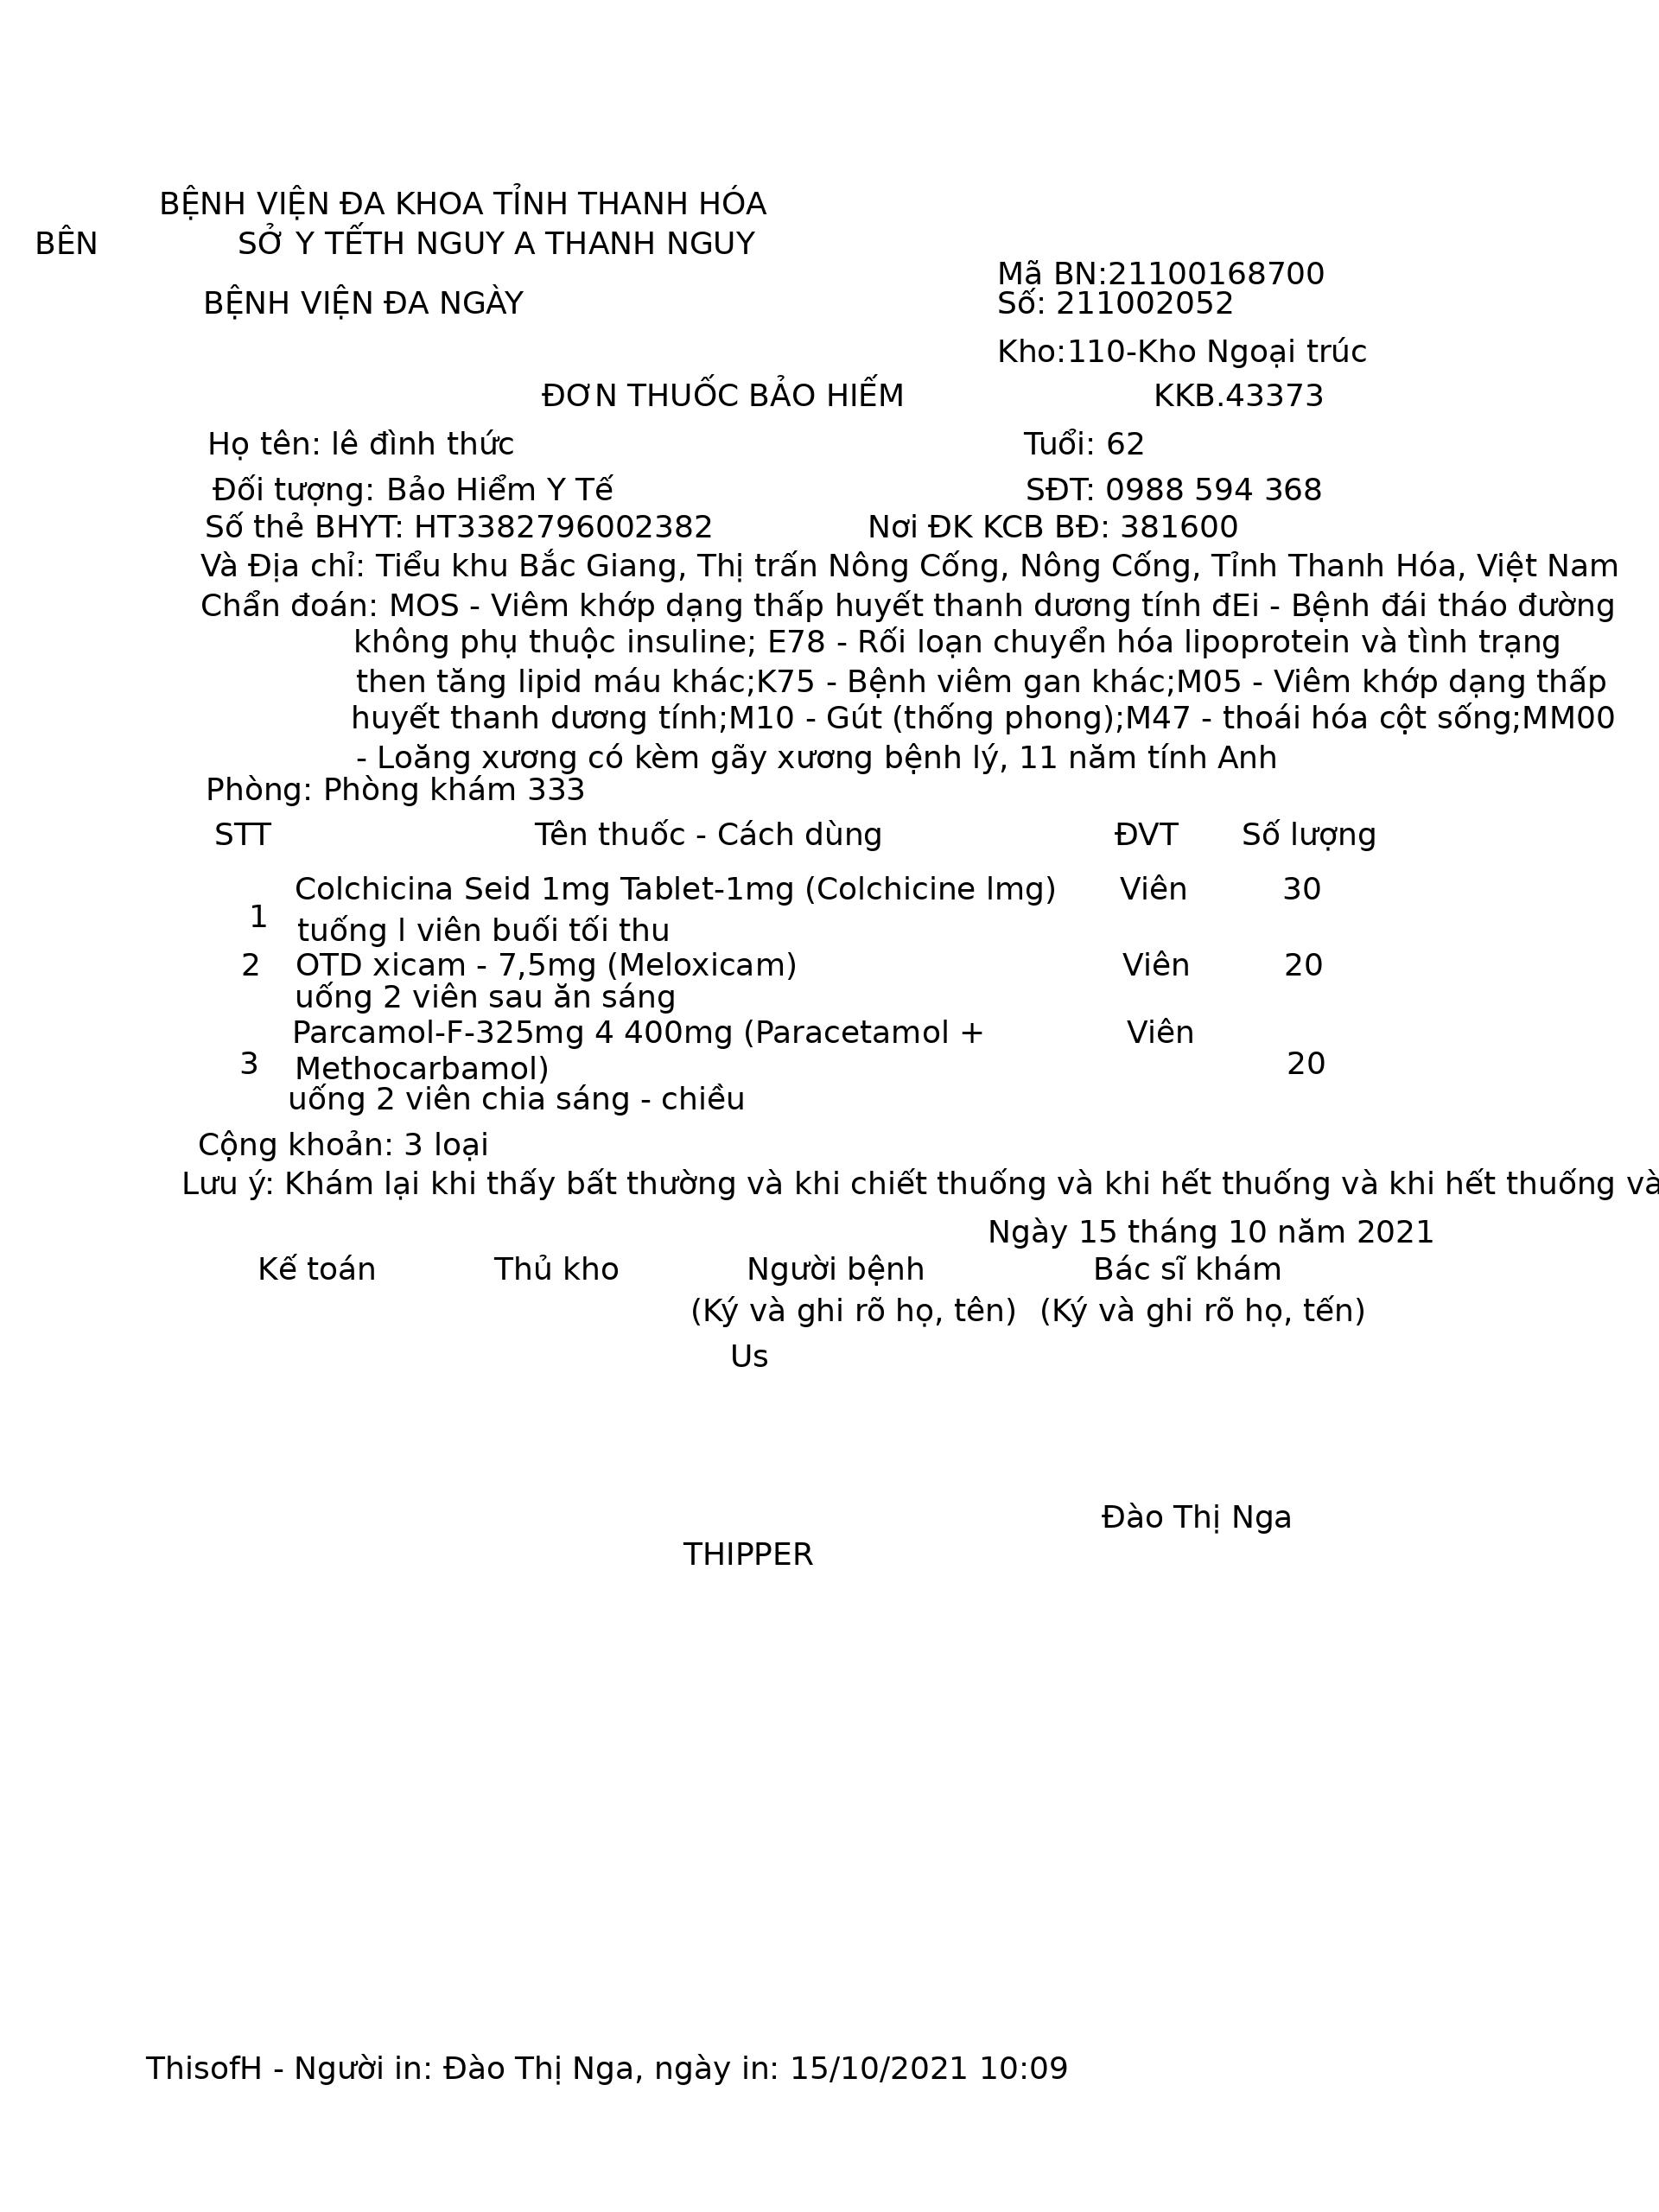 BỆNH VIỆN ĐA KHOA TỈNH THANH HÓA
BÊN SỞ Y TẾTH NGUY A THANH NGUY
Mã BN:21100168700
BỆNH VIỆN ĐA NGÀY Số: 211002052
Kho:110-Kho Ngoại trúc
ĐƠN THUỐC BẢO HIẾM KKB.43373
Họ tên: lê đình thức Tuổi: 62
Đối tượng: Bảo Hiểm Y Tế SĐT: 0988 594 368
Số thẻ BHYT: HT3382796002382 Nơi ĐK KCB BĐ: 381600
Và Địa chỉ: Tiểu khu Bắc Giang, Thị trấn Nông Cống, Nông Cống, Tỉnh Thanh Hóa, Việt Nam
Chẩn đoán: MOS - Viêm khớp dạng thấp huyết thanh dương tính đEi - Bệnh đái tháo đường
không phụ thuộc insuline; E78 - Rối loạn chuyển hóa lipoprotein và tình trạng
then tăng lipid máu khác;K75 - Bệnh viêm gan khác;M05 - Viêm khớp dạng thấp
huyết thanh dương tính;M10 - Gút (thống phong);M47 - thoái hóa cột sống;MM00
- Loăng xương có kèm gãy xương bệnh lý, 11 năm tính Anh
Phòng: Phòng khám 333
STT Tên thuốc - Cách dùng ĐVT Số lượng
Colchicina Seid 1mg Tablet-1mg (Colchicine lmg) Viên 30
1 tuống l viên buối tối thu
2 OTD xicam - 7,5mg (Meloxicam) Viên 20
uống 2 viên sau ăn sáng
Parcamol-F-325mg 4 400mg (Paracetamol + Viên
3 Methocarbamol) 20
uống 2 viên chia sáng - chiều
Cộng khoản: 3 loại
Lưu ý: Khám lại khi thấy bất thường và khi chiết thuống và khi hết thuống và khi hết thuống và
Ngày 15 tháng 10 năm 2021
Kế toán Thủ kho Người bệnh Bác sĩ khám
(Ký và ghi rõ họ, tên) (Ký và ghi rõ họ, tến)
Us
Đào Thị Nga
THIPPER
ThisofH - Người in: Đào Thị Nga, ngày in: 15/10/2021 10:09